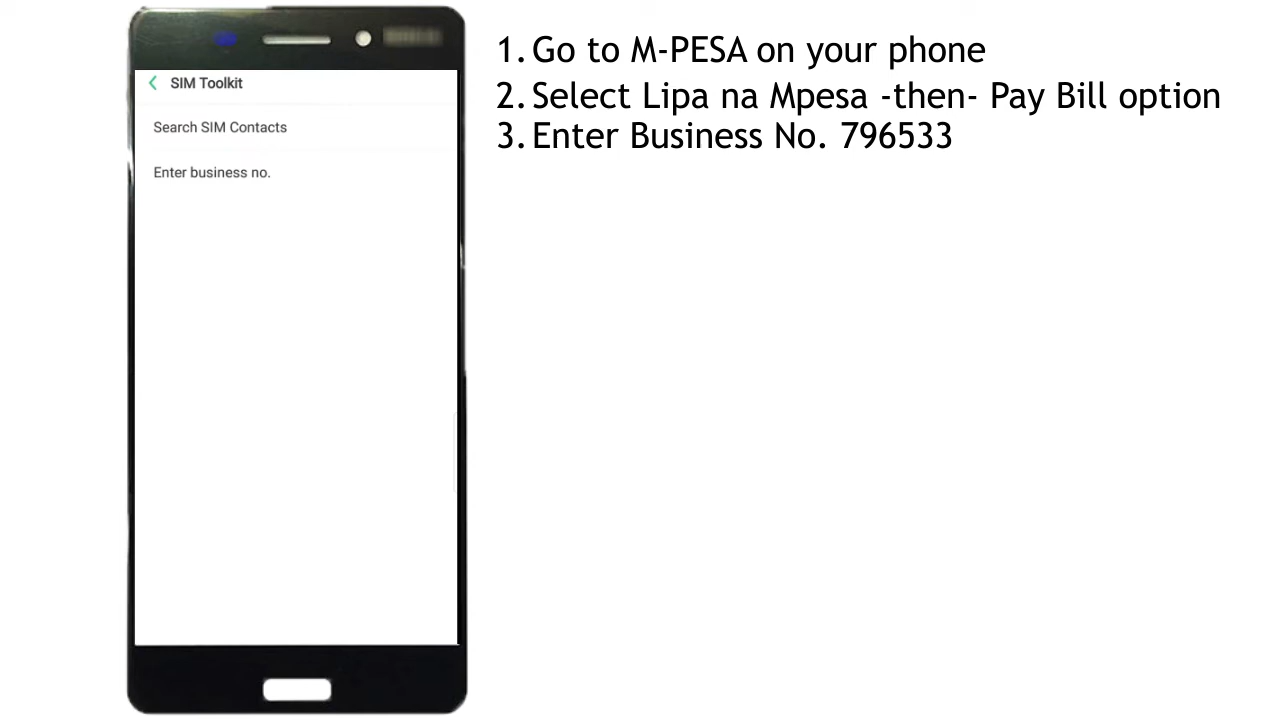 SIM Toolkit
Search SIM Contacts
Enter business no.
1. Go to M-PESA on your phone
2. Select Lipa na Mpesa -then- Pay Bill option
3. Enter Business No. 796533